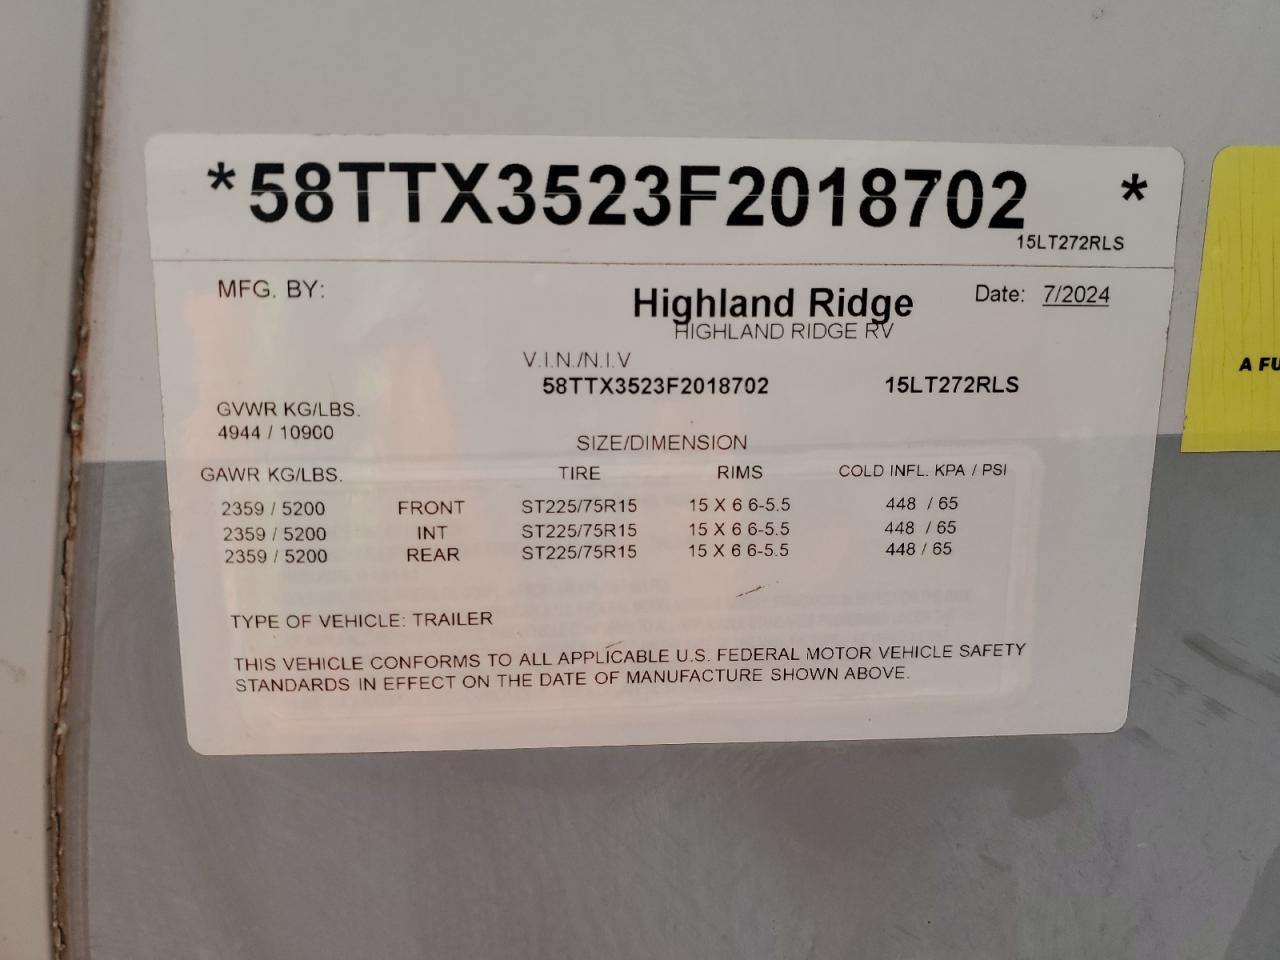 *58TTX3523F2018702 *
15LT272RLS
MFG. BY:
Highland Ridge
Date: 7/2024
HIGHLAND RIDGE RV
V.I.N./N.I.V
58TTX3523F2018702 15LT272RLS
GVWR KG/LBS.
4944 / 10900
SIZE/DIMENSION
GAWR KG/LBS. TIRE RIMS COLD INFL. KPA / PSI
2359 / 5200 FRONT ST225/75R15 15 X 6 6-5.5 448 / 65
2359 / 5200 INT ST225/75R15 15 X 6 6-5.5 448 / 65
2359 / 5200 REAR ST225/75R15 15 X 6 6-5.5 448 / 65
TYPE OF VEHICLE: TRAILER
THIS VEHICLE CONFORMS TO ALL APPLICABLE U.S. FEDERAL MOTOR VEHICLE SAFETY
STANDARDS IN EFFECT ON THE DATE OF MANUFACTURE SHOWN ABOVE.
A FU